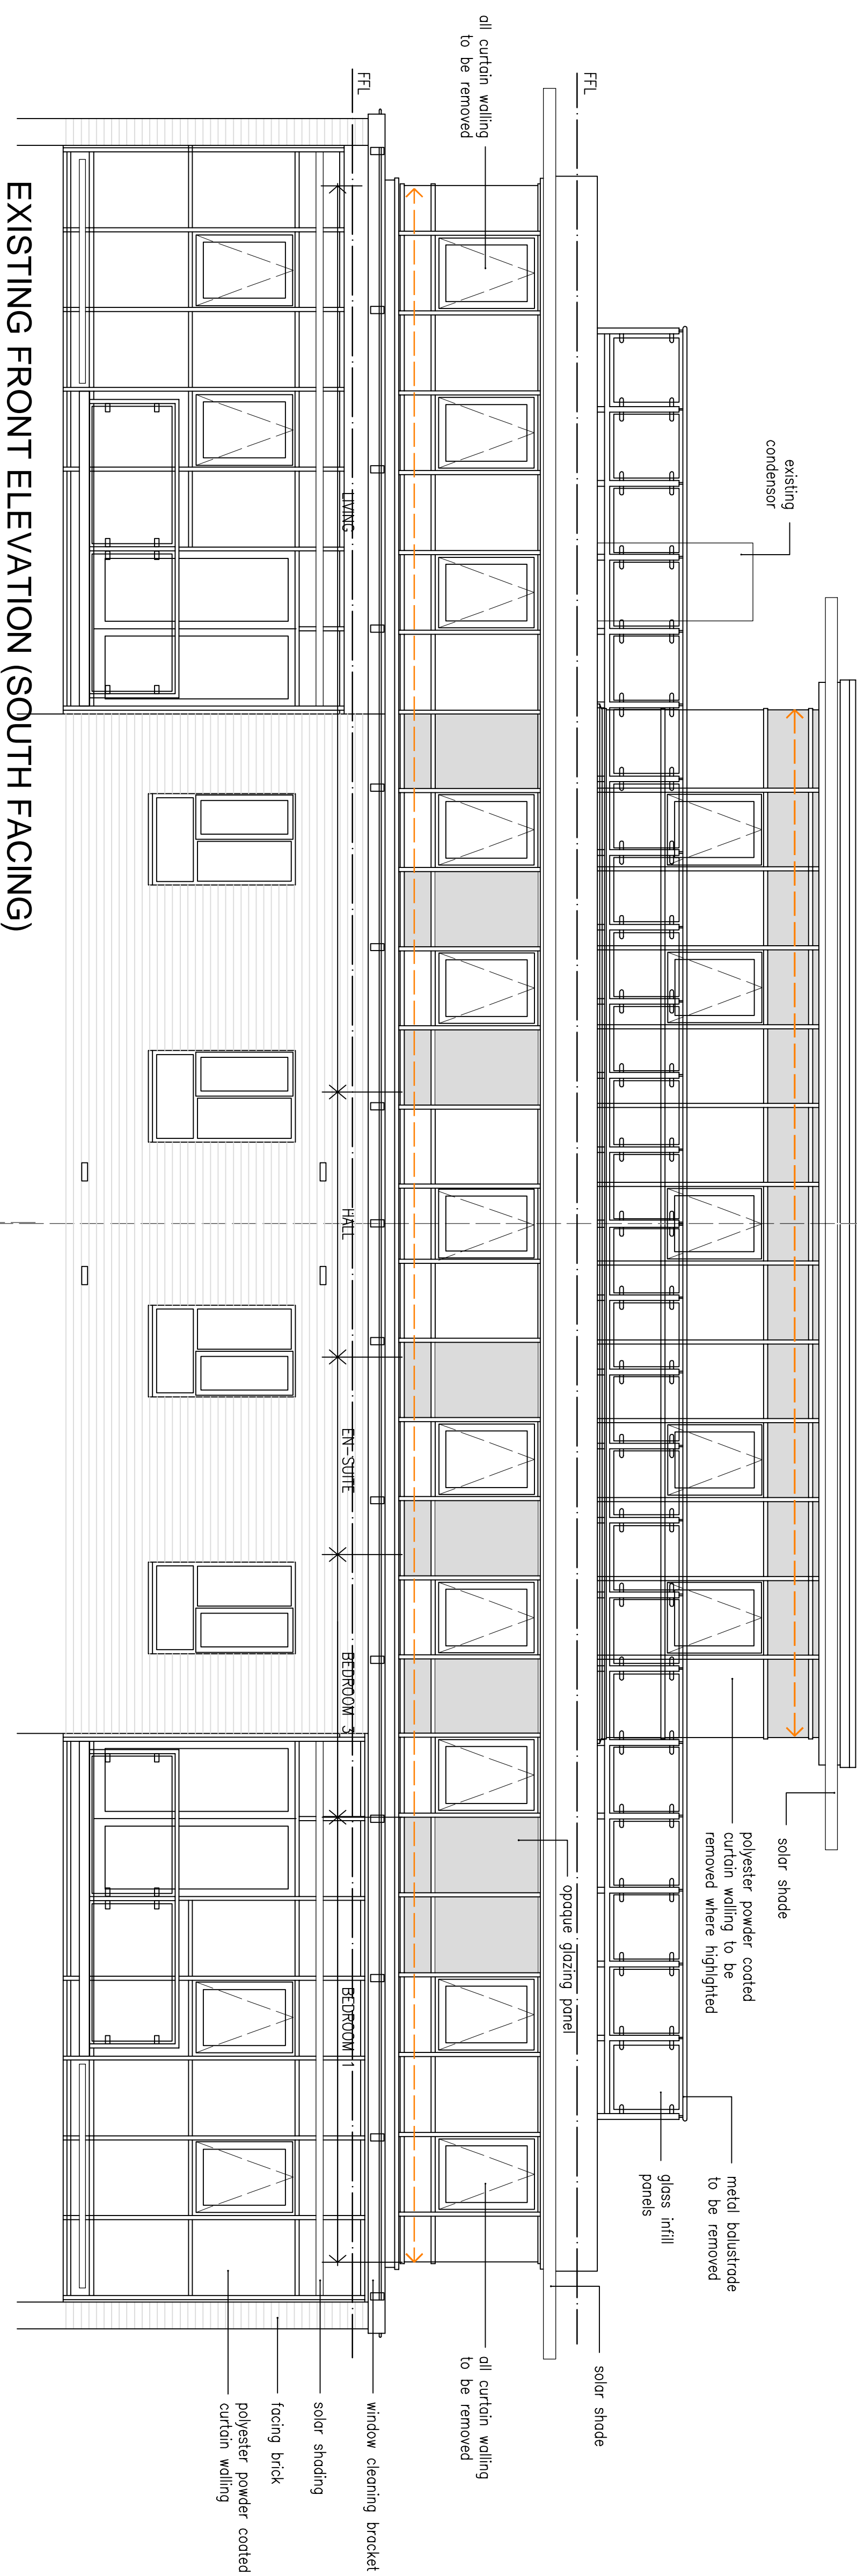 solar shade
polyester powder coated
curtain walling to be
removed where highlghted
existing
condensor
metal balustrade
to be removed
glass infill
panels
FFL
solar shade
opaque glazing panel
all curtain walling
to be removed
all curtain walling
to be removed
FFL
LIVING
HALL
EN-SUITE
BEDROOM 3
BEDROOM 1
window cleaning bracket
solar shading
facing brick
polyester powder coated
curtain walling
EXISTING FRONT ELEVATION (SOUTH FACING)